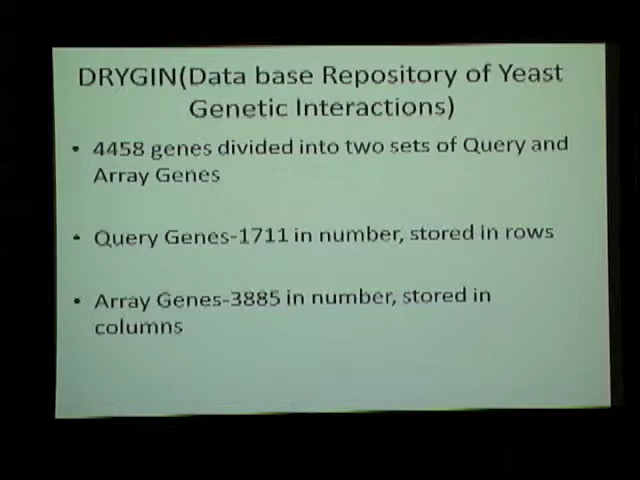 DRYGIN(Data base Repository of Yeast
Genetic Interactions)
• 4458 genes divided into two sets of Query and
Array Genes
• Query Genes-1711 in number, stored in rows
• Array Genes-3885 in number, stored in
columns